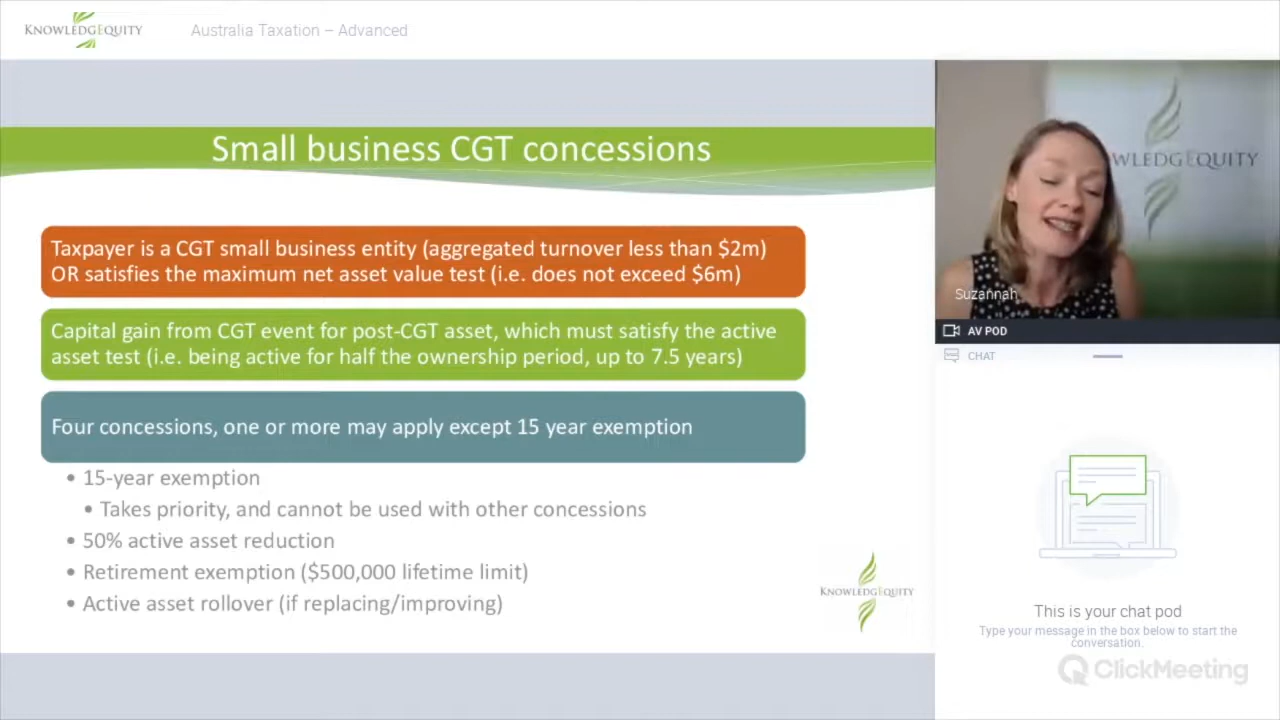 KNOWLEDGEQUITY
Australia Taxation – Advanced
Small business CGT concessions
Taxpayer is a CGT small business entity (aggregated turnover less than $2m)
OR satisfies the maximum net asset value test (i.e. does not exceed $6m)
Capital gain from CGT event for post-CGT asset, which must satisfy the active
asset test (i.e. being active for half the ownership period, up to 7.5 years)
Four concessions, one or more may apply except 15 year exemption
• 15-year exemption
• Takes priority, and cannot be used with other concessions
• 50% active asset reduction
• Retirement exemption ($500,000 lifetime limit)
• Active asset rollover (if replacing/improving)
KNOWLEDGEQUITY
WLEDGEQUITY
Suzannah
AV POD
CHAT
This is your chat pod
Type your message in the box below to start the
conversation.
ClickMeeting